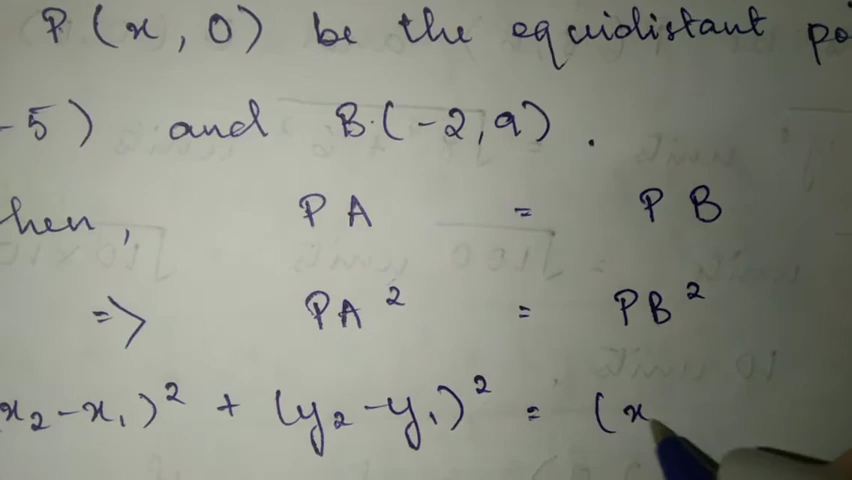 P(x, 0) be the equidistant po
- 5) and B.(-2, 9).
hen, PA = PB
=> PA² = PB²
x₂-x₁)² + (y₂-y₁)² = (x